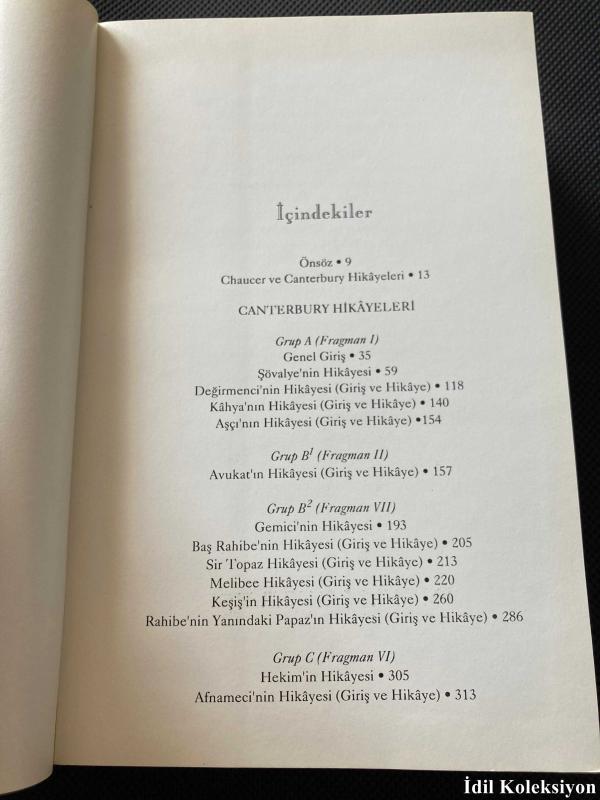 İçindekiler
Önsöz • 9
Chaucer ve Canterbury Hikâyeleri • 13
CANTERBURY HİKÂYELERİ
Grup A (Fragman I)
Genel Giriş • 35
Şövalye'nin Hikâyesi • 59
Değirmenci'nin Hikâyesi (Giriş ve Hikâye) • 118
Kâhya'nın Hikâyesi (Giriş ve Hikâye) • 140
Aşçı'nın Hikâyesi (Giriş ve Hikâye) •154
Grup B¹ (Fragman II)
Avukat'ın Hikâyesi (Giriş ve Hikâye) • 157
Grup B² (Fragman VII)
Gemici'nin Hikâyesi • 193
Baş Rahibe'nin Hikâyesi (Giriş ve Hikâye) • 205
Sir Topaz Hikâyesi (Giriş ve Hikâye) • 213
Melibee Hikâyesi (Giriş ve Hikâye) • 220
Keşiş'in Hikâyesi (Giriş ve Hikâye) • 260
Rahibe'nin Yanındaki Papaz'ın Hikâyesi (Giriş ve Hikâye) • 286
Grup C (Fragman VI)
Hekim'in Hikâyesi • 305
Afnameci'nin Hikâyesi (Giriş ve Hikâye) • 313
İdil Koleksiyon